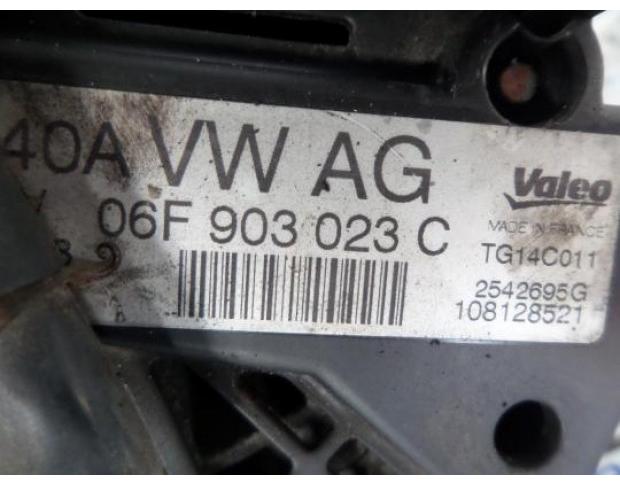 40A VW AG
Valeo
06F 903 023 C
MADE IN FRANCE
TG14C011
2542695G
108128521